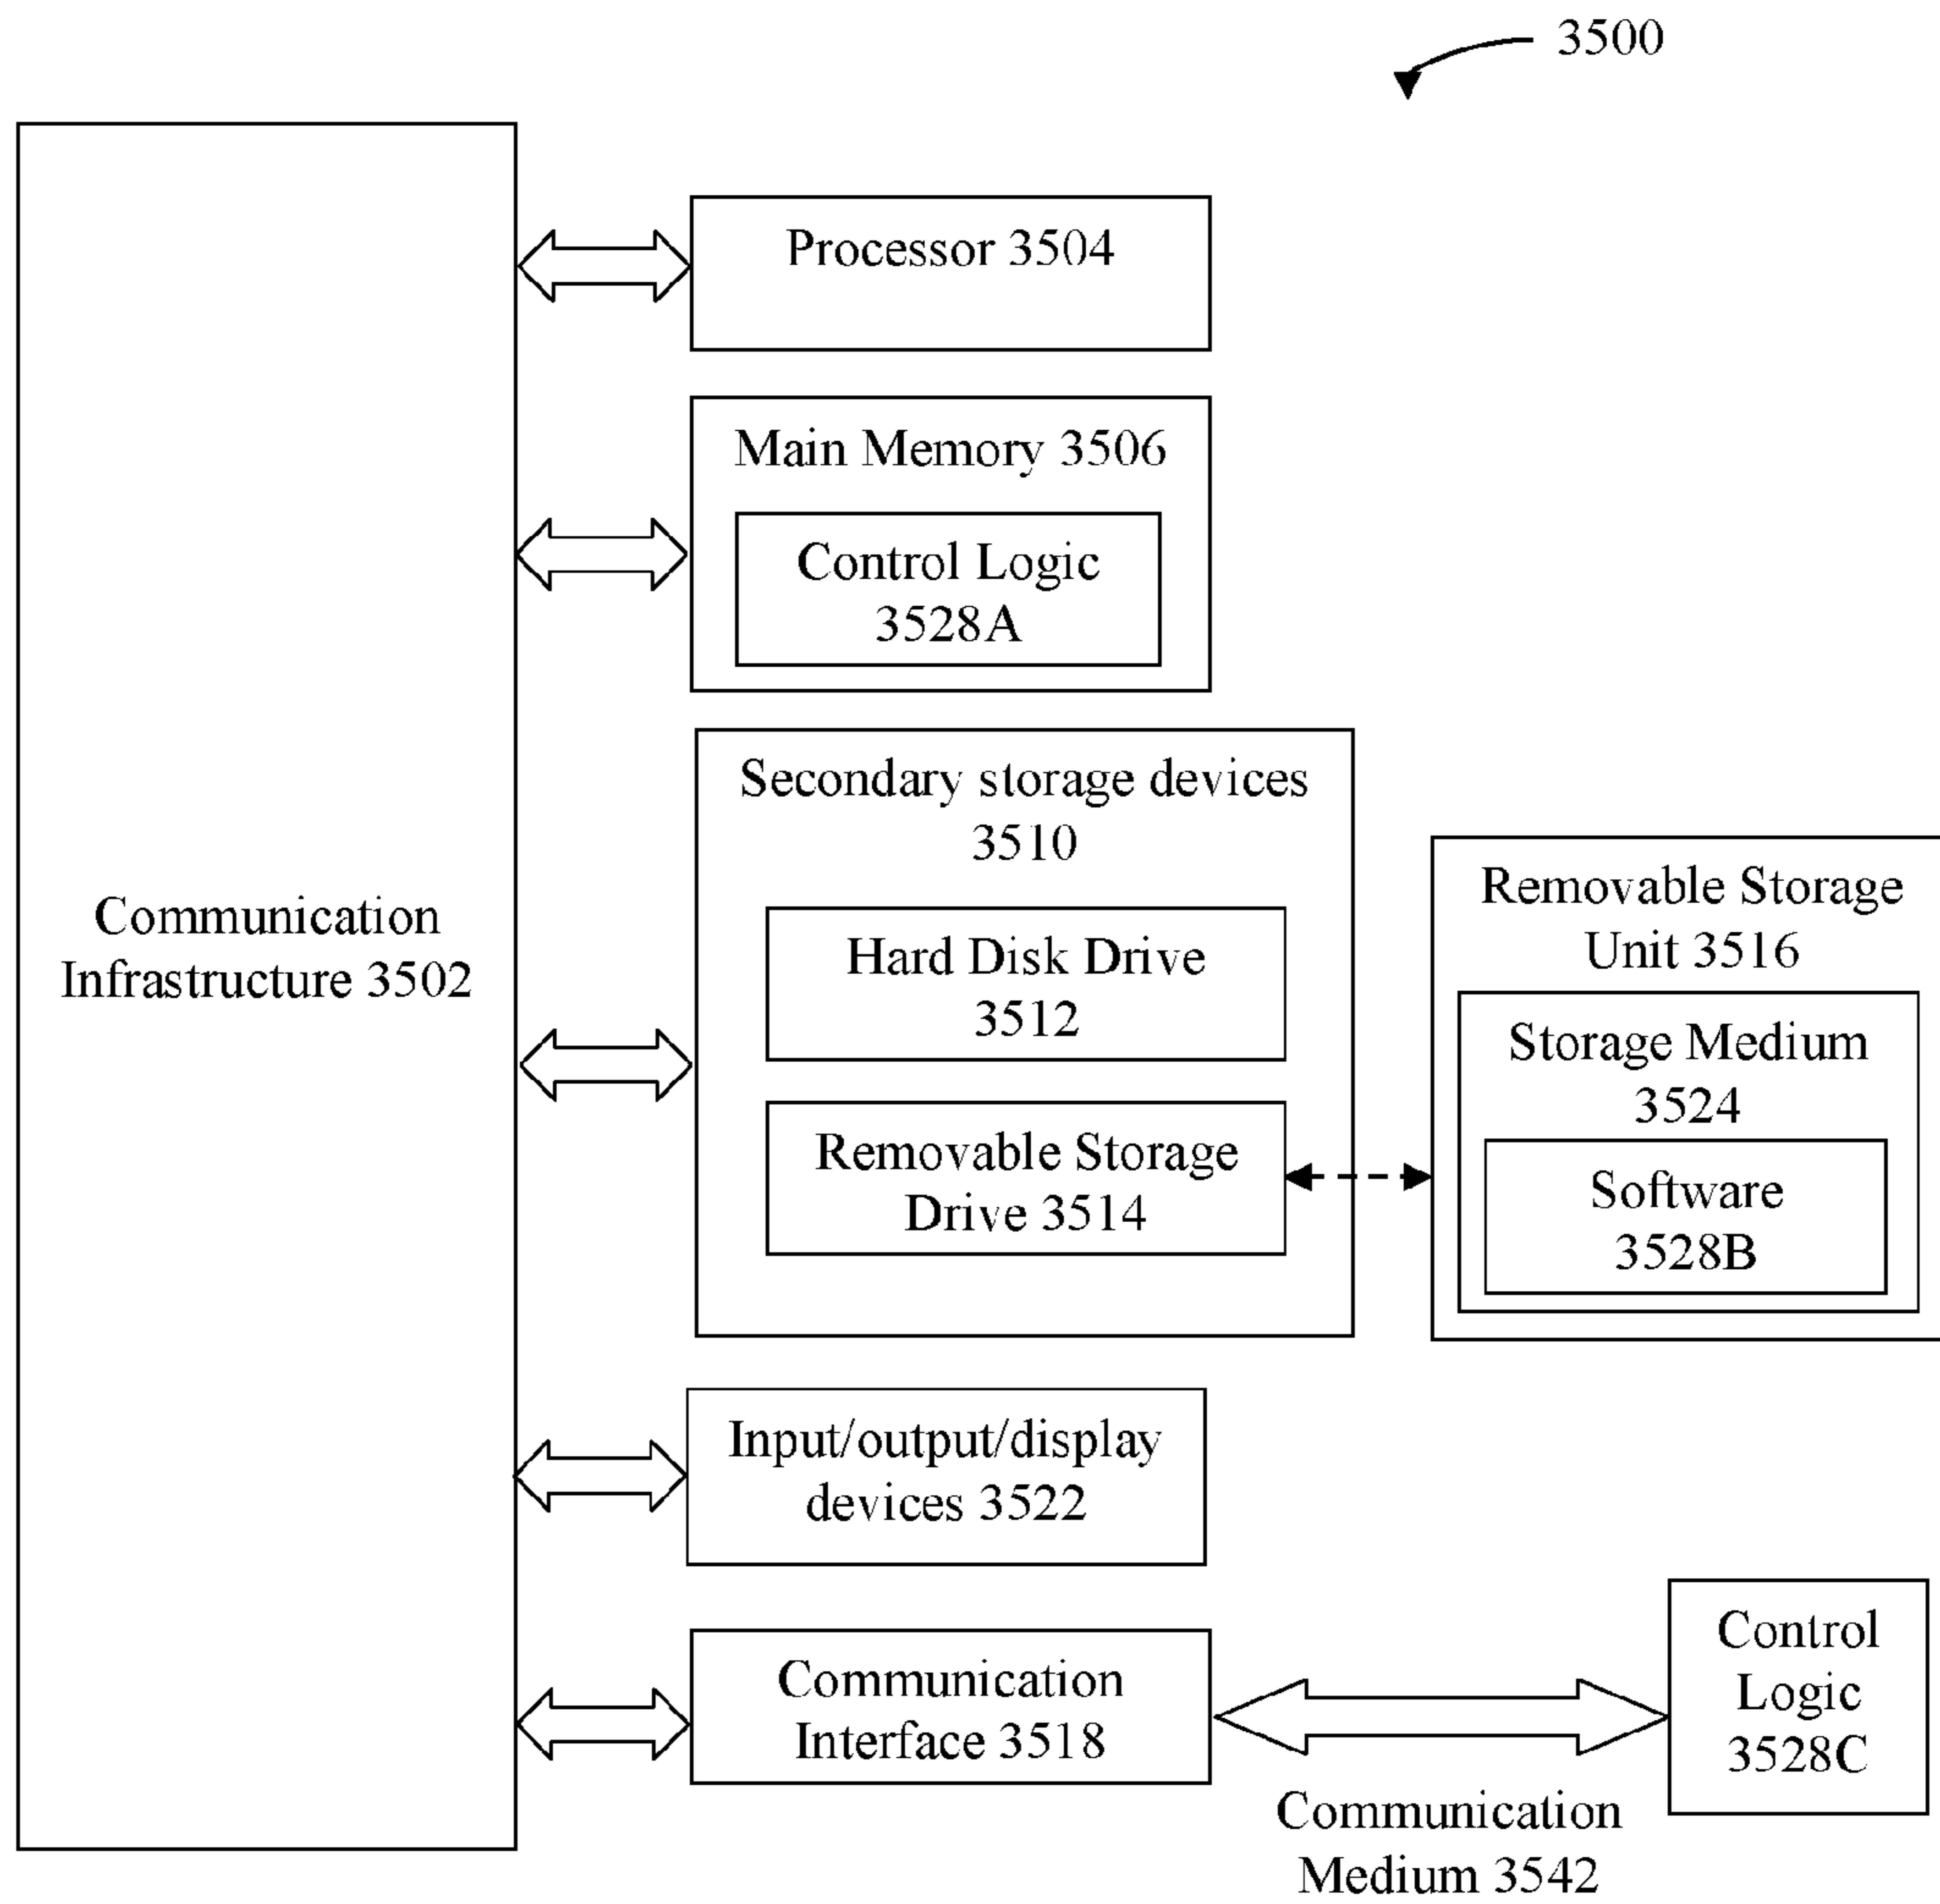 3500
Processor 3504
Main Memory 3506
Control Logic
3528A
Secondary storage devices
3510
Hard Disk Drive
3512
Removable Storage
Drive 3514
Removable Storage
Unit 3516
Storage Medium
3524
Software
3528B
Communication
Infrastructure 3502
Input/output/display
devices 3522
Communication
Interface 3518
Control
Logic
3528C
Communication
Medium 3542